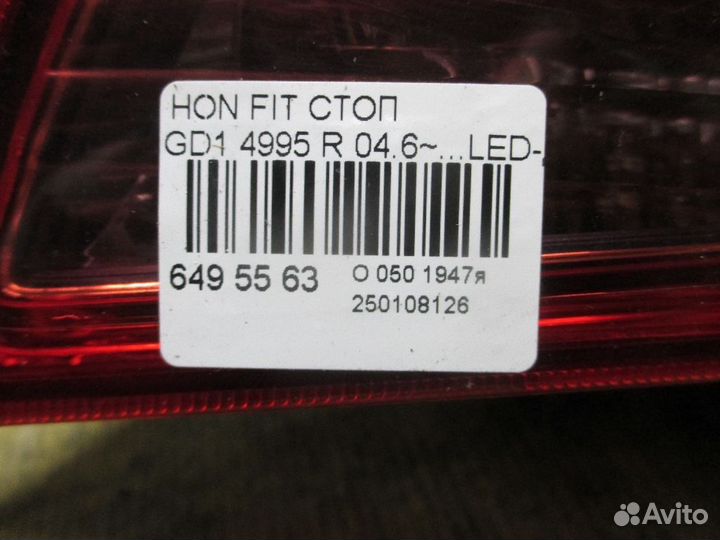 HON FIT СТОП
GD1 4995 R 04.6~...LED-
649 55 63
О 050 1947я
250108126
Avito